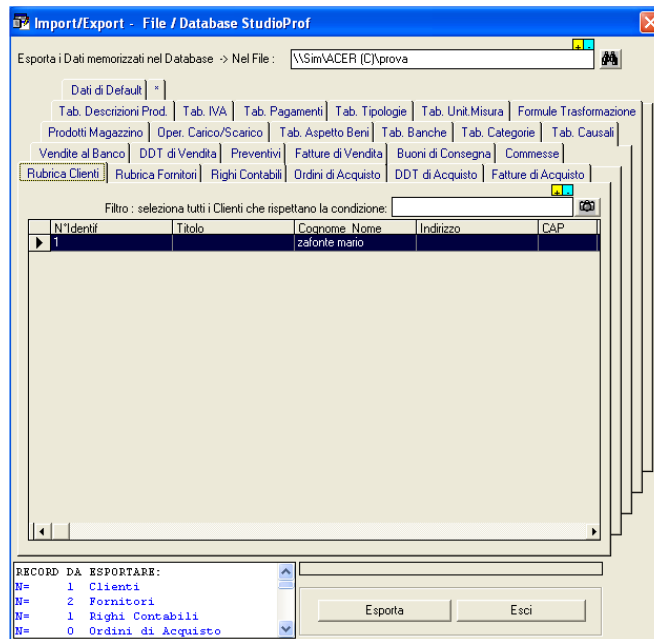 Import/Export - File / Database StudioProf
Esporta i Dati memorizzati nel Database -> Nel File : \\Sim\ACER (C)\prova
+ -
Dati di Default *
Tab. Descrizioni Prod. Tab. IVA Tab. Pagamenti Tab. Tipologie Tab. Unit.Misura Formule Trasformazione
Prodotti Magazzino Oper. Carico/Scarico Tab. Aspetto Beni Tab. Banche Tab. Categorie Tab. Causali
Vendite al Banco DDT di Vendita Preventivi Fatture di Vendita Buoni di Consegna Commesse
Rubrica Clienti Rubrica Fornitori Righi Contabili Ordini di Acquisto DDT di Acquisto Fatture di Acquisto
+ -
Filtro : seleziona tutti i Clienti che rispettano la condizione:
N°Identif Titolo Cognome Nome Indirizzo CAP
1 zafonte mario
RECORD DA ESPORTARE:
N= 1 Clienti
N= 2 Fornitori
N= 1 Righi Contabili
N= 0 Ordini di Acquisto
Esporta Esci